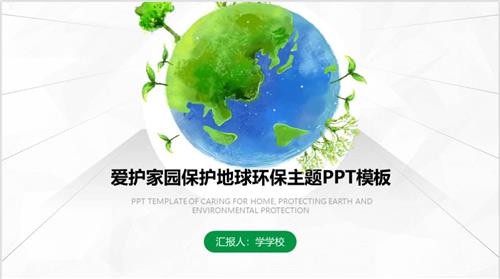 爱护家园保护地球环保主题PPT模板
PPT TEMPLATE OF CARING FOR HOME, PROTECTING EARTH AND
ENVIRONMENTAL PROTECTION
汇报人：学学校